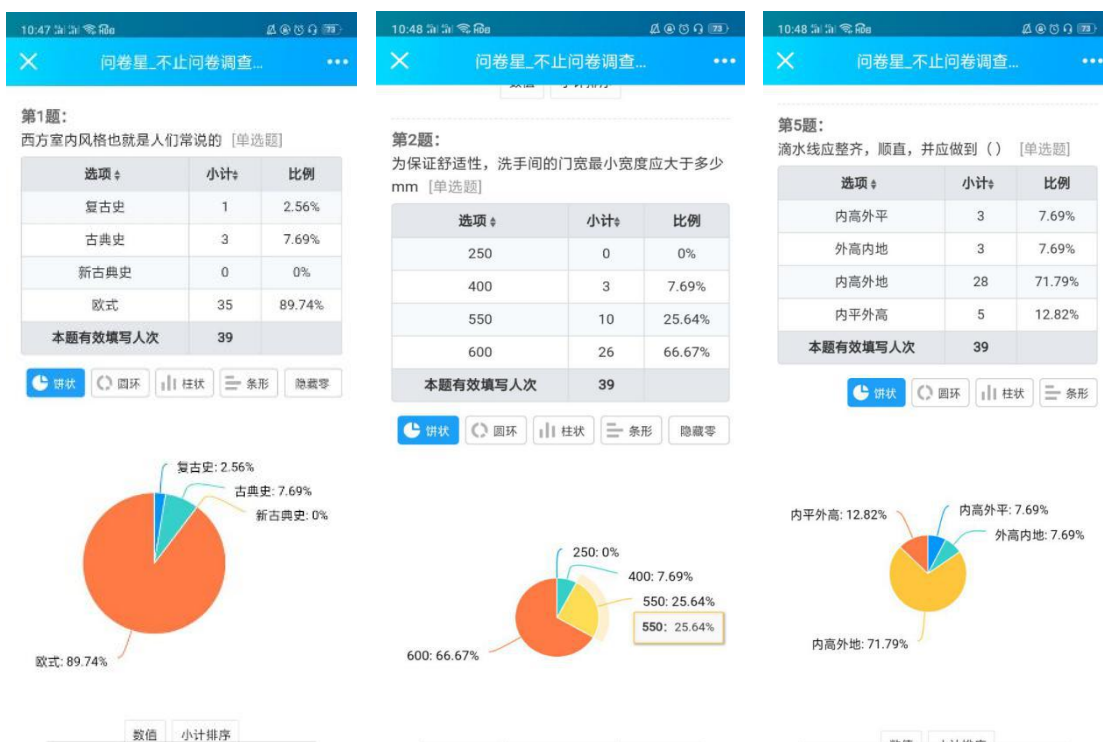 10:47
73
问卷星_不止问卷调查...
第1题：
西方室内风格也就是人们常说的 [单选题]
选项 小计 比例
复古史 1 2.56%
古典史 3 7.69%
新古典史 0 0%
欧式 35 89.74%
本题有效填写人次 39
饼状 圆环 柱状 条形 隐藏零
复古史: 2.56%
古典史: 7.69%
新古典史: 0%
欧式: 89.74%
数值 小计排序
10:48
73
问卷星_不止问卷调查...
第2题：
为保证舒适性，洗手间的门宽最小宽度应大于多少
mm [单选题]
选项 小计 比例
250 0 0%
400 3 7.69%
550 10 25.64%
600 26 66.67%
本题有效填写人次 39
饼状 圆环 柱状 条形 隐藏零
250: 0%
400: 7.69%
550: 25.64%
550: 25.64%
600: 66.67%
10:48
73
问卷星_不止问卷调查...
第5题：
滴水线应整齐，顺直，并应做到（） [单选题]
选项 小计 比例
内高外平 3 7.69%
外高内地 3 7.69%
内高外地 28 71.79%
内平外高 5 12.82%
本题有效填写人次 39
饼状 圆环 柱状 条形
内平外高: 12.82%
内高外平: 7.69%
外高内地: 7.69%
内高外地: 71.79%